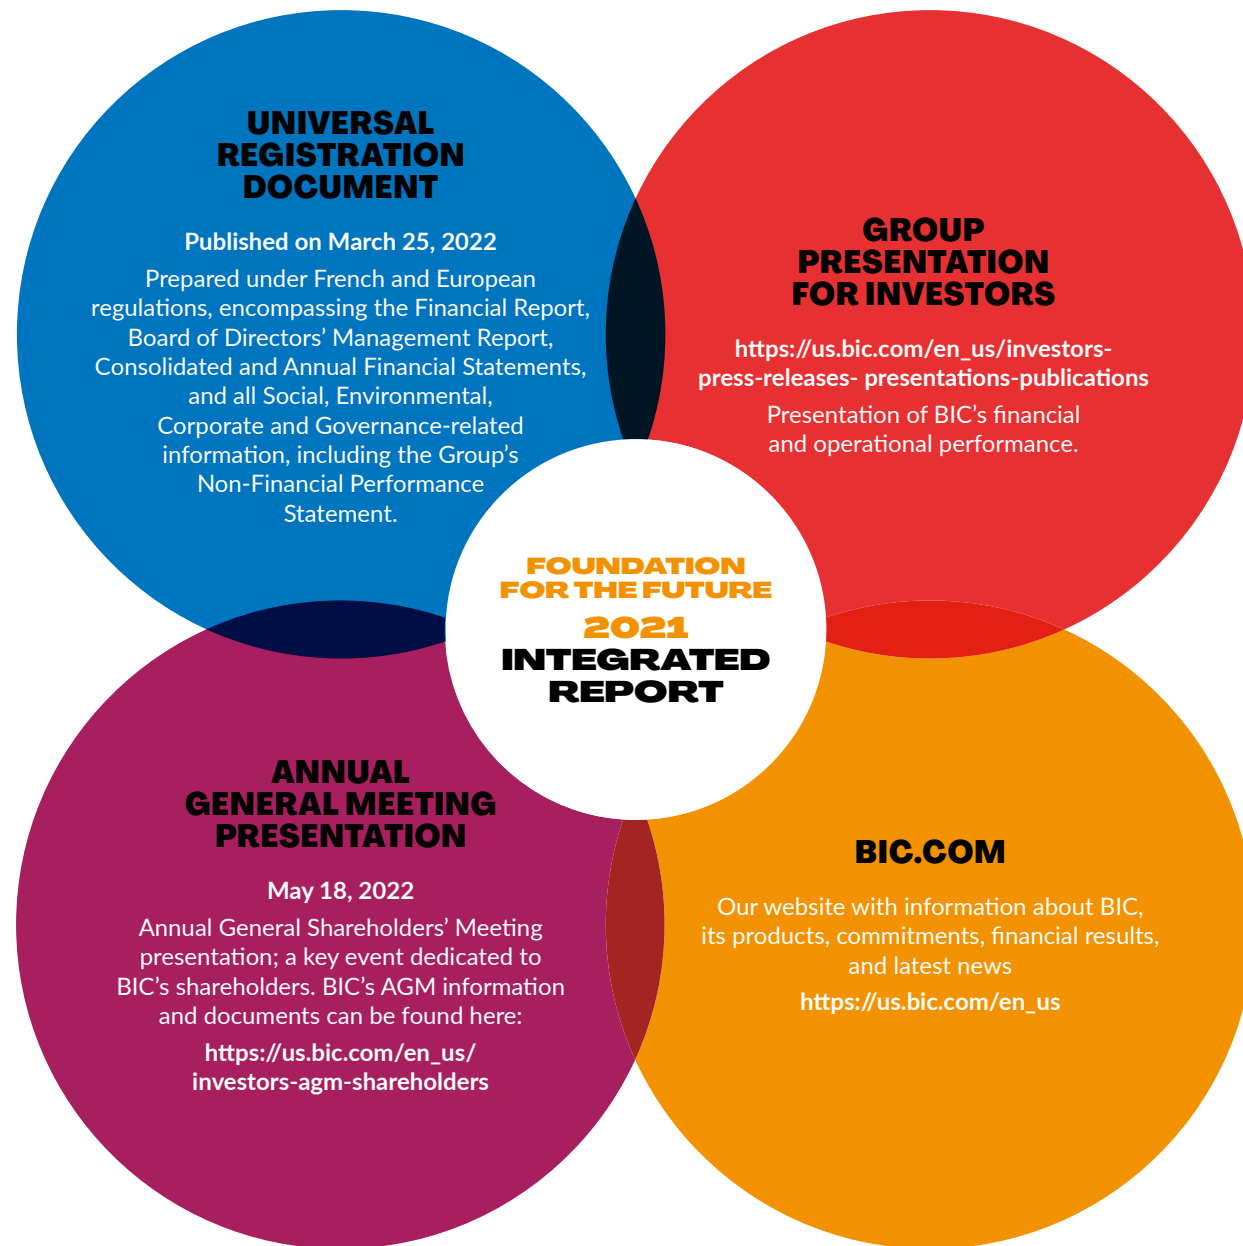 UNIVERSAL
REGISTRATION
DOCUMENT
Published on March 25, 2022
Prepared under French and European
regulations, encompassing the Financial Report,
Board of Directors’ Management Report,
Consolidated and Annual Financial Statements,
and all Social, Environmental,
Corporate and Governance-related
information, including the Group’s
Non-Financial Performance
Statement.
GROUP
PRESENTATION
FOR INVESTORS
https://us.bic.com/en_us/investors-
press-releases- presentations-publications
Presentation of BIC’s financial
and operational performance.
FOUNDATION
FOR THE FUTURE
2021
INTEGRATED
REPORT
ANNUAL
GENERAL MEETING
PRESENTATION
May 18, 2022
Annual General Shareholders’ Meeting
presentation; a key event dedicated to
BIC’s shareholders. BIC’s AGM information
and documents can be found here:
https://us.bic.com/en_us/
investors-agm-shareholders
BIC.COM
Our website with information about BIC,
its products, commitments, financial results,
and latest news
https://us.bic.com/en_us